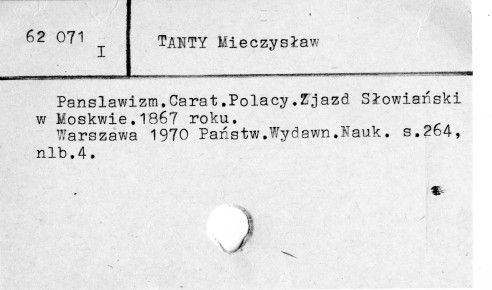 62 071
I
TANTY Mieczysław
Panslawizm.Carat.Polacy.Zjazd Słowiański
w Moskwie.1867 roku.
Warszawa 1970 Państw.Wydawn.Nauk. s.264,
nlb.4.